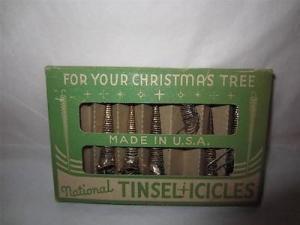 FOR YOUR CHRISTMAS TREE
MADE IN U.S.A.
National TINSEL ICICLES